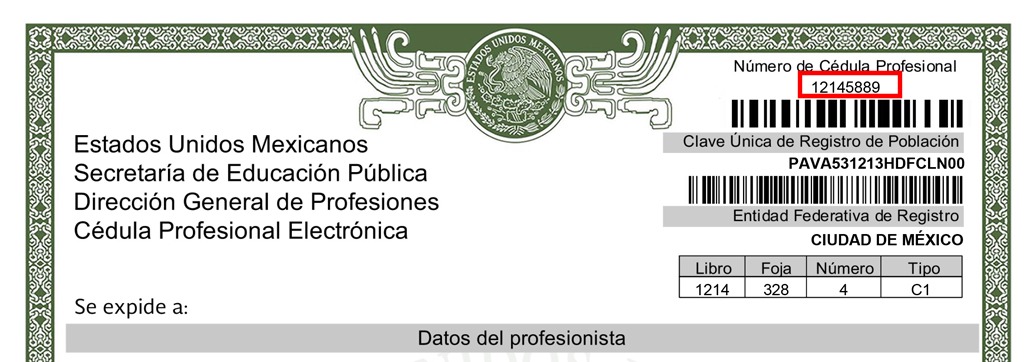 ESTADOS UNIDOS MEXICANOS
Número de Cédula Profesional
12145889
Clave Única de Registro de Población
PAVA531213HDFCLN00
Entidad Federativa de Registro
CIUDAD DE MÉXICO
Libro Foja Número Tipo
1214 328 4 C1
Estados Unidos Mexicanos
Secretaría de Educación Pública
Dirección General de Profesiones
Cédula Profesional Electrónica
Se expide a:
Datos del profesionista